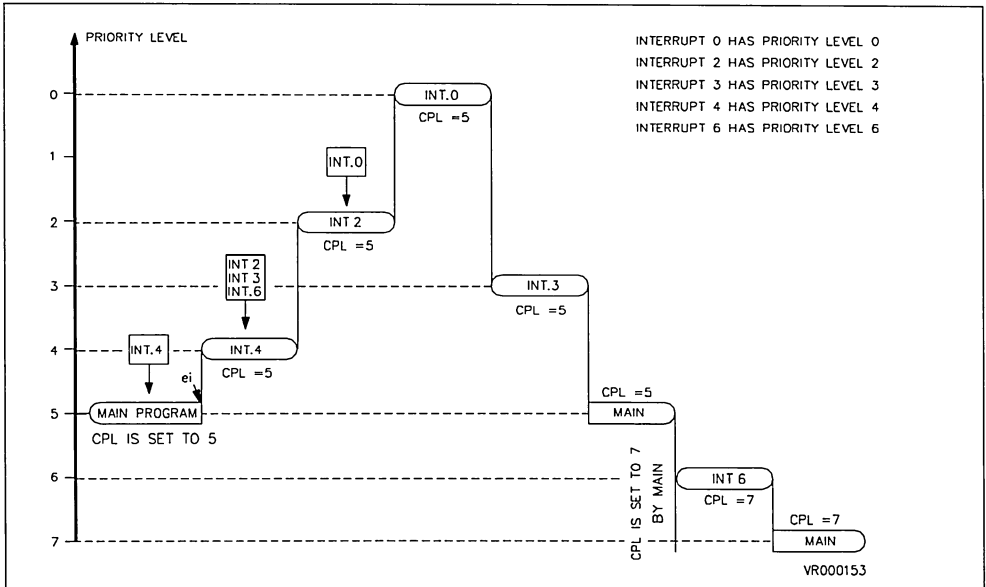 PRIORITY LEVEL
INTERRUPT 0 HAS PRIORITY LEVEL 0
INTERRUPT 2 HAS PRIORITY LEVEL 2
INTERRUPT 3 HAS PRIORITY LEVEL 3
INTERRUPT 4 HAS PRIORITY LEVEL 4
INTERRUPT 6 HAS PRIORITY LEVEL 6
0
INT.0
CPL =5
1
INT.0
2
INT 2
CPL =5
INT 2
INT 3
INT.6
3
INT.3
CPL =5
4
INT.4
INT.4
CPL =5
ei
CPL =5
5
MAIN PROGRAM
MAIN
CPL IS SET TO 5
6
CPL IS SET TO 7
BY MAIN
INT 6
CPL =7
CPL =7
7
MAIN
VR000153